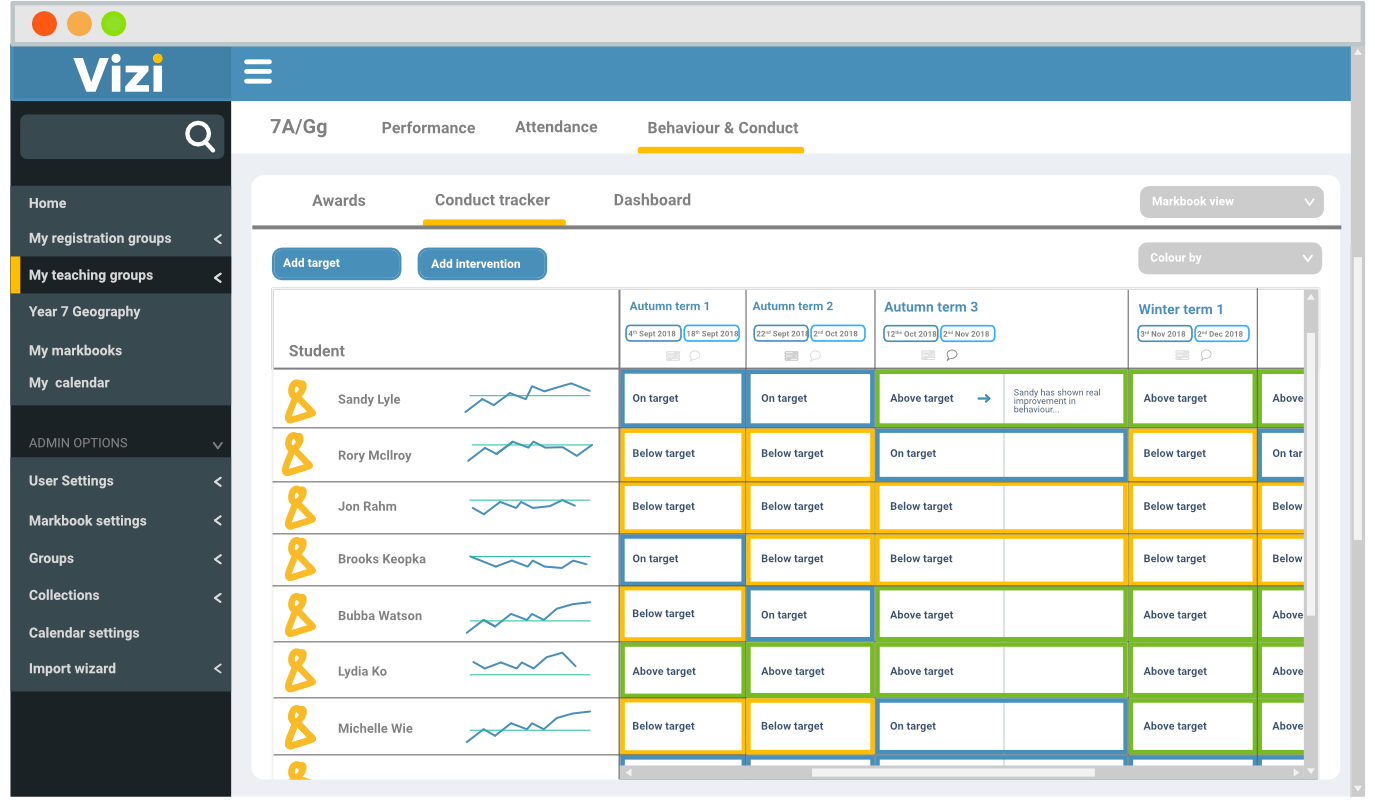 Vizi
7A/Gg
Performance
Attendance
Behaviour & Conduct
Home
My registration groups
My teaching groups
Year 7 Geography
My markbooks
My calendar
ADMIN OPTIONS
User Settings
Markbook settings
Groups
Collections
Calendar settings
Import wizard
Awards
Conduct tracker
Dashboard
Markbook view
Add target
Add intervention
Colour by
Student
Autumn term 1
Autumn term 2
Autumn term 3
Winter term 1
4th Sept 2018
18th Sept 2018
22nd Sept 2018
2nd Oct 2018
12the Oct 2018
2nd Nov 2018
3rd Nov 2018
2nd Dec 2018
Sandy Lyle
On target
On target
Above target
Sandy has shown real
improvement in
behaviour...
Above target
Above
Rory McIlroy
Below target
Below target
On target
Below target
On tar
Jon Rahm
Below target
Below target
Below target
Below target
Below
Brooks Keopka
On target
Below target
Below target
Below target
Below
Bubba Watson
Below target
On target
Above target
Above target
Above
Lydia Ko
Above target
Above target
Above target
Above target
Above
Michelle Wie
Below target
Below target
On target
Above target
Above